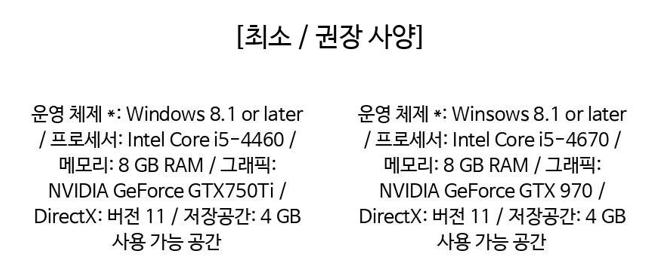 [최소 / 권장 사양]
운영 체제 *: Windows 8.1 or later
/ 프로세서: Intel Core i5-4460 /
메모리: 8 GB RAM / 그래픽:
NVIDIA GeForce GTX750Ti /
DirectX: 버전 11 / 저장공간: 4 GB
사용 가능 공간
운영 체제 *: Winsows 8.1 or later
/ 프로세서: Intel Core i5-4670 /
메모리: 8 GB RAM / 그래픽:
NVIDIA GeForce GTX 970 /
DirectX: 버전 11 / 저장공간: 4 GB
사용 가능 공간